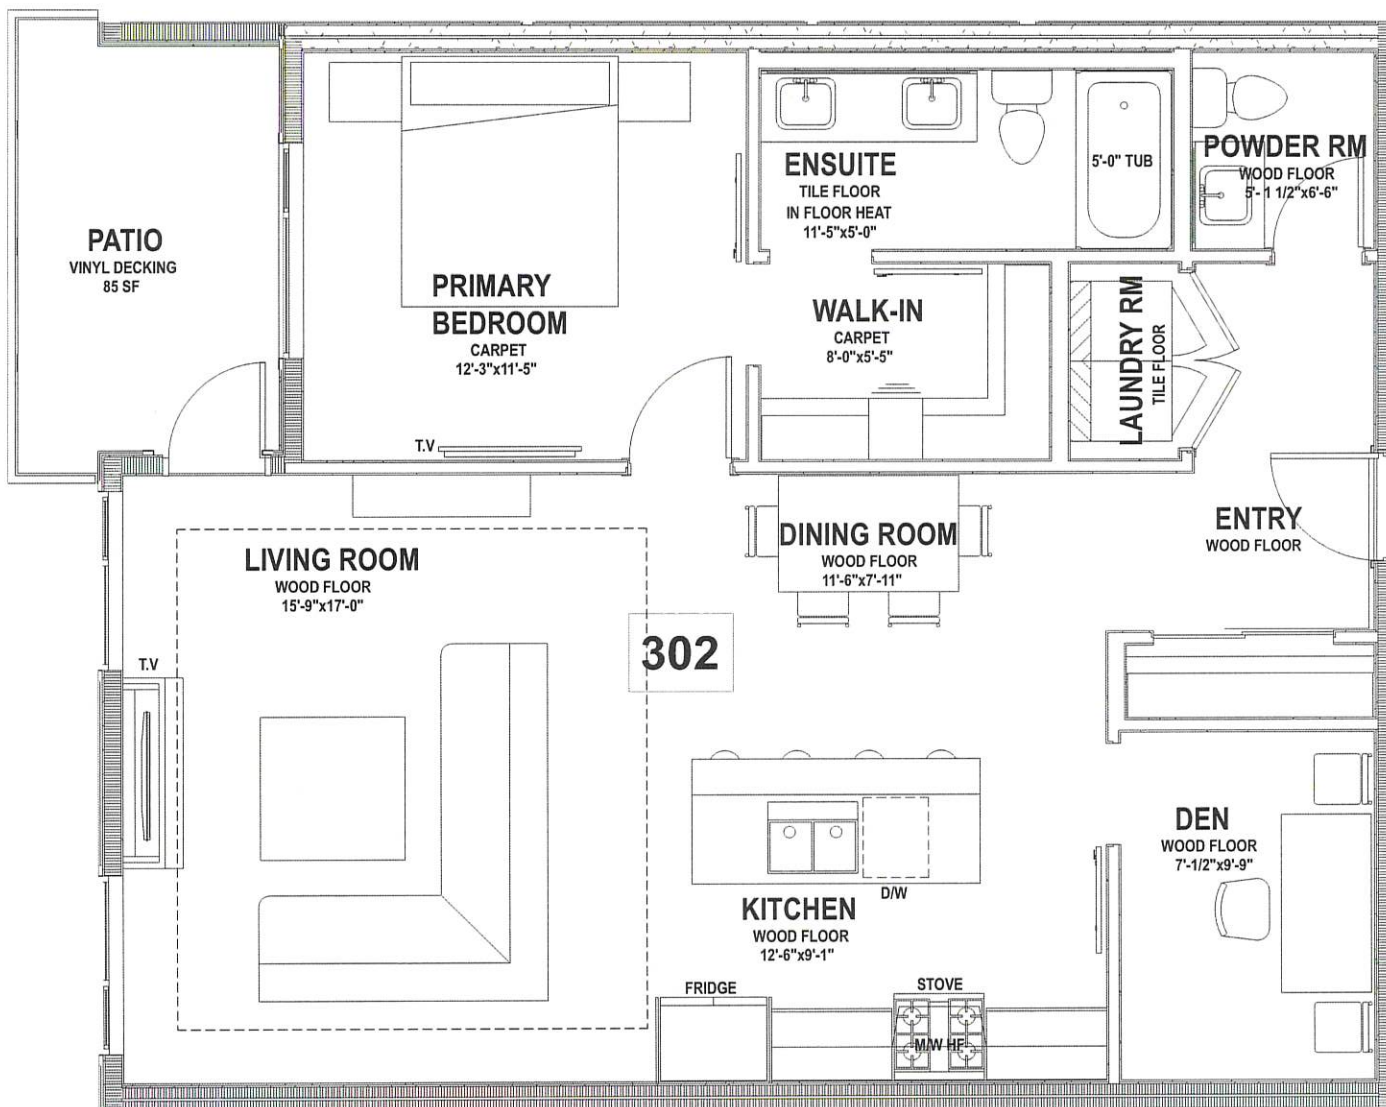 PATIO
VINYL DECKING
85 SF
PRIMARY
BEDROOM
CARPET
12'-3"x11'-5"
T.V
ENSUITE
TILE FLOOR
IN FLOOR HEAT
11'-5"x5'-0"
5'-0" TUB
POWDER RM
WOOD FLOOR
5'- 1 1/2"x6'-6"
WALK-IN
CARPET
8'-0"x5'-5"
LAUNDRY RM
TILE FLOOR
LIVING ROOM
WOOD FLOOR
15'-9"x17'-0"
T.V
DINING ROOM
WOOD FLOOR
11'-6"x7'-11"
ENTRY
WOOD FLOOR
302
D/W
KITCHEN
WOOD FLOOR
12'-6"x9'-1"
FRIDGE
STOVE
M/W HF
DEN
WOOD FLOOR
7'-1/2"x9'-9"